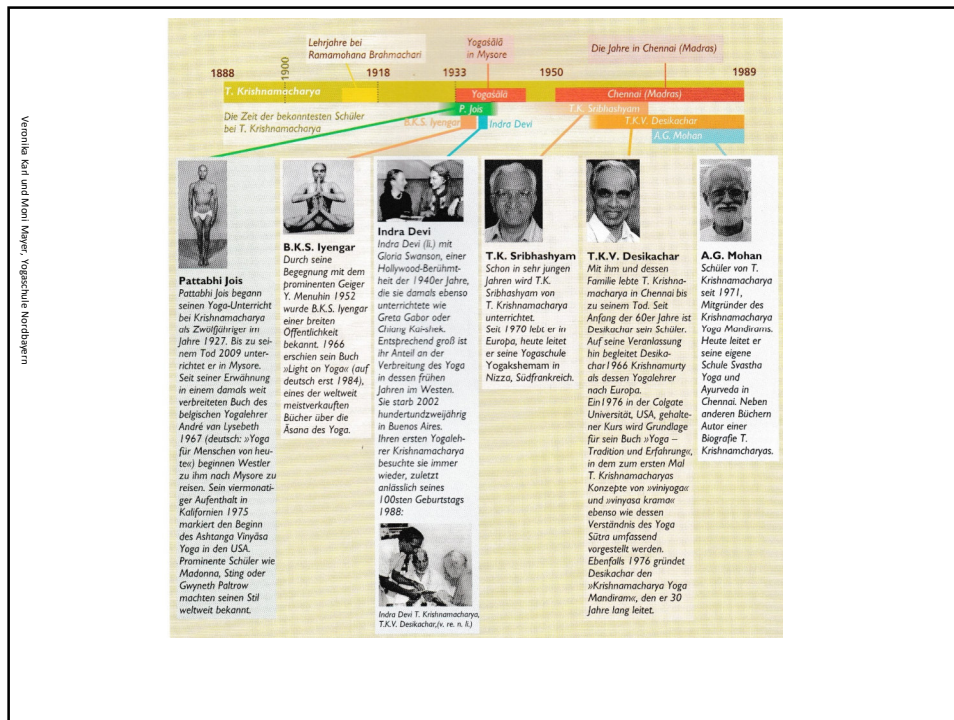 Veronika Karl und Moni Mayer, Yogaschule Nordbayern
Lehrjahre bei
Ramamohana Brahmachari
Yogaśālā
in Mysore
Die Jahre in Chennai (Madras)
1888
1900
1918
1933
1950
1989
T. Krishnamacharya
Yogaśālā
Chennai (Madras)
Die Zeit der bekanntesten Schüler
bei T. Krishnamacharya
P. Jois
B.K.S. Iyengar
Indra Devi
T.K. Sribhashyam
T.K.V. Desikachar
A.G. Mohan
Pattabhi Jois
Pattabhi Jois begann
seinen Yoga-Unterricht
bei Krishnamacharya
als Zwölfjähriger im
Jahre 1927. Bis zu sei-
nem Tod 2009 unter-
richtet er in Mysore.
Seit seiner Erwähnung
in einem damals weit
verbreiteten Buch des
belgischen Yogalehrer
André van Lysebeth
1967 (deutsch: »Yoga
für Menschen von heu-
te«) beginnen Westler
zu ihm nach Mysore zu
reisen. Sein viermonati-
ger Aufenthalt in
Kalifornien 1975
markiert den Beginn
des Ashtanga Vinyāsa
Yoga in den USA.
Prominente Schüler wie
Madonna, Sting oder
Gwyneth Paltrow
machten seinen Stil
weltweit bekannt.
B.K.S. Iyengar
Durch seine
Begegnung mit dem
prominenten Geiger
Y. Menuhin 1952
wurde B.K.S. Iyengar
einer breiten
Öffentlichkeit
bekannt. 1966
erschien sein Buch
»Light on Yoga« (auf
deutsch erst 1984),
eines der weltweit
meistverkauften
Bücher über die
Āsana des Yoga.
Indra Devi
Indra Devi (li.) mit
Gloria Swanson, einer
Hollywood-Berühmt-
heit der 1940er Jahre,
die sie damals ebenso
unterrichtete wie
Greta Gabor oder
Chiang Kai-shek.
Entsprechend groß ist
ihr Anteil an der
Verbreitung des Yoga
in dessen frühen
Jahren im Westen.
Sie starb 2002
hundertundzweijährig
in Buenos Aires.
Ihren ersten Yogaleh-
rer Krishnamacharya
besuchte sie immer
wieder, zuletzt
anlässlich seines
100sten Geburtstags
1988:
Indra Devi T. Krishnamacharya,
T.K.V. Desikachar,(v. re. n. li.)
T.K. Sribhashyam
Schon in sehr jungen
Jahren wird T.K.
Sribhashyam von
T. Krishnamacharya
unterrichtet.
Seit 1970 lebt er in
Europa, heute leitet
er seine Yogaschule
Yogakshemam in
Nizza, Südfrankreich.
T.K.V. Desikachar
Mit ihm und dessen
Familie lebte T. Krishna-
macharya in Chennai bis
zu seinem Tod. Seit
Anfang der 60er Jahre ist
Desikachar sein Schüler.
Auf seine Veranlassung
hin begleitet Desika-
char1966 Krishnamurty
als dessen Yogalehrer
nach Europa.
Ein1976 in der Colgate
Universität, USA, gehalte-
ner Kurs wird Grundlage
für sein Buch »Yoga –
Tradition und Erfahrung«,
in dem zum ersten Mal
T. Krishnamacharyas
Konzepte von »viniyoga«
und »vinyasa krama«
ebenso wie dessen
Verständnis des Yoga
Sūtra umfassend
vorgestellt werden.
Ebenfalls 1976 gründet
Desikachar den
»Krishnamacharya Yoga
Mandiram«, den er 30
Jahre lang leitet.
A.G. Mohan
Schüler von T.
Krishnamacharya
seit 1971,
Mitgründer des
Krishnamacharya
Yoga Mandirams.
Heute leitet er
seine eigene
Schule Svastha
Yoga und
Ayurveda in
Chennai. Neben
anderen Büchern
Autor einer
Biografie T.
Krishnamcharyas.